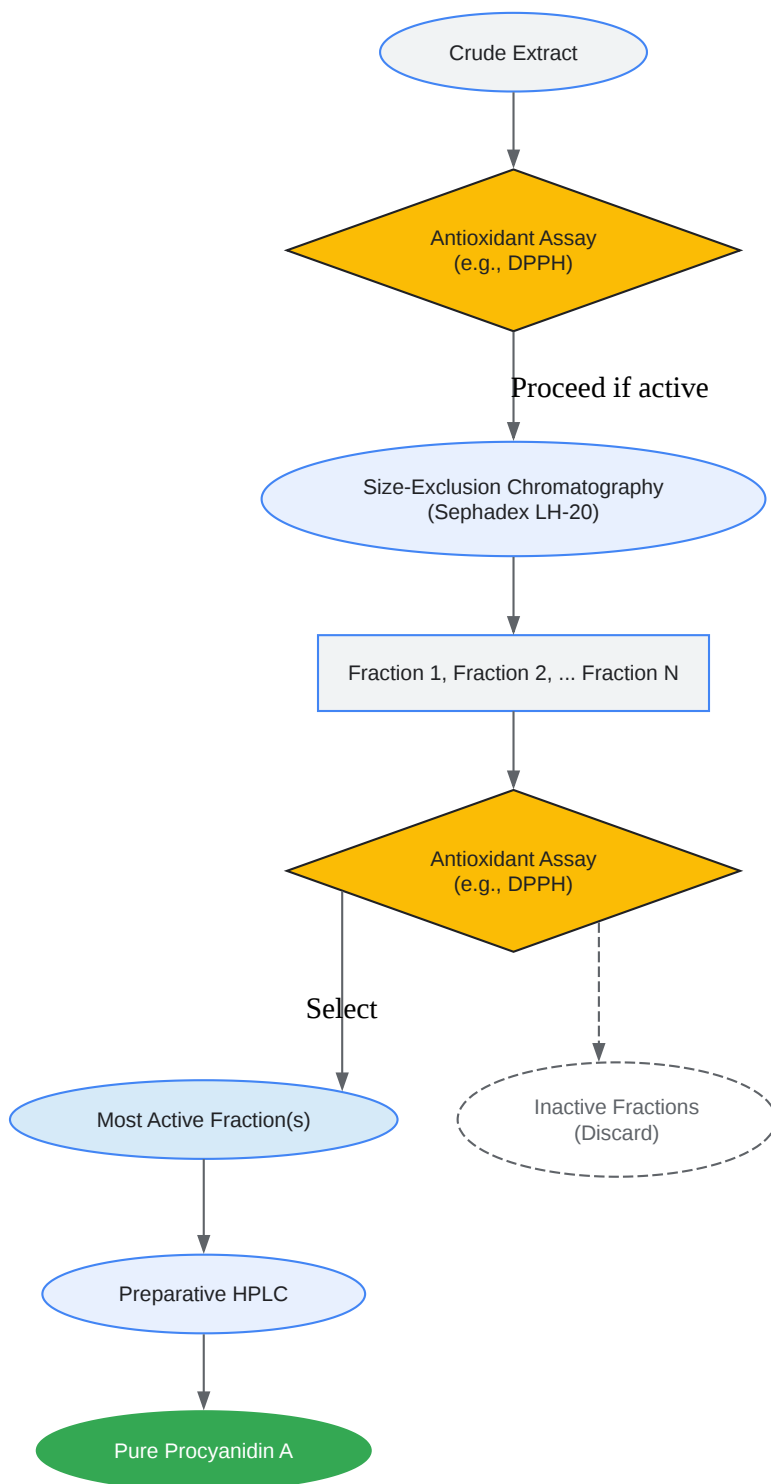 Crude Extract
Antioxidant Assay
(e.g., DPPH)
Proceed if active
Size-Exclusion Chromatography
(Sephadex LH-20)
Fraction 1, Fraction 2, ... Fraction N
Antioxidant Assay
(e.g., DPPH)
Select
Most Active Fraction(s)
Inactive Fractions
(Discard)
Preparative HPLC
Pure Procyanidin A